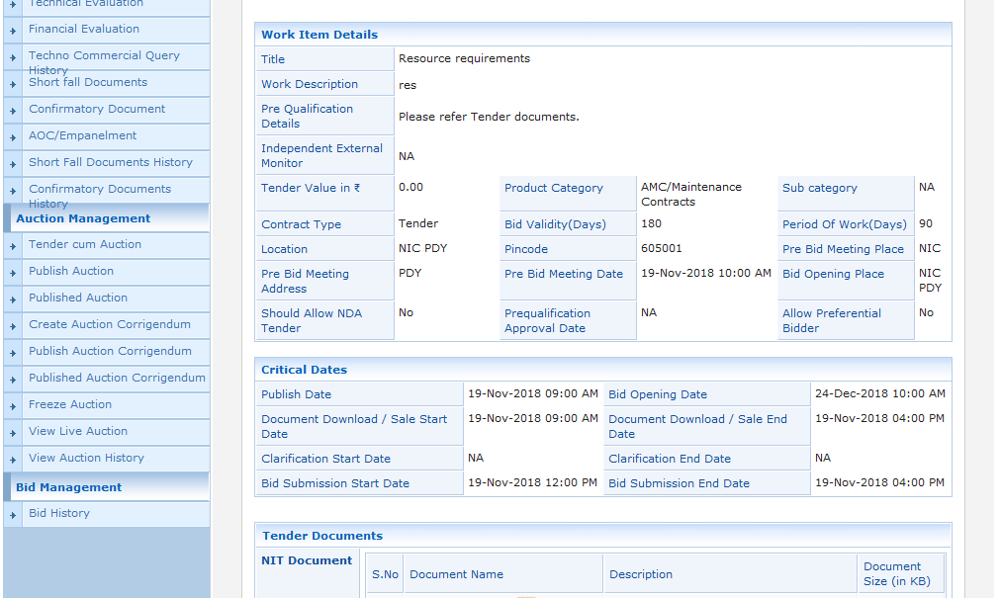 Technical Evaluation
Financial Evaluation
Techno Commercial Query
History
Short fall Documents
Confirmatory Document
AOC/Empanelment
Short Fall Documents History
Confirmatory Documents
History
Auction Management
Tender cum Auction
Publish Auction
Published Auction
Create Auction Corrigendum
Publish Auction Corrigendum
Published Auction Corrigendum
Freeze Auction
View Live Auction
View Auction History
Bid Management
Bid History
Work Item Details
Title Resource requirements
Work Description res
Pre Qualification
Details Please refer Tender documents.
Independent External
Monitor NA
Tender Value in ₹ 0.00 Product Category AMC/Maintenance Sub category NA
Contracts
Contract Type Tender Bid Validity(Days) 180 Period Of Work(Days) 90
Location NIC PDY Pincode 605001 Pre Bid Meeting Place NIC
Pre Bid Meeting PDY Pre Bid Meeting Date 19-Nov-2018 10:00 AM Bid Opening Place NIC
Address PDY
Should Allow NDA No Prequalification NA Allow Preferential No
Tender Approval Date Bidder
Critical Dates
Publish Date 19-Nov-2018 09:00 AM Bid Opening Date 24-Dec-2018 10:00 AM
Document Download / Sale Start 19-Nov-2018 09:00 AM Document Download / Sale End 19-Nov-2018 04:00 PM
Date Date
Clarification Start Date NA Clarification End Date NA
Bid Submission Start Date 19-Nov-2018 12:00 PM Bid Submission End Date 19-Nov-2018 04:00 PM
Tender Documents
NIT Document
S.No Document Name Description Document
Size (in KB)